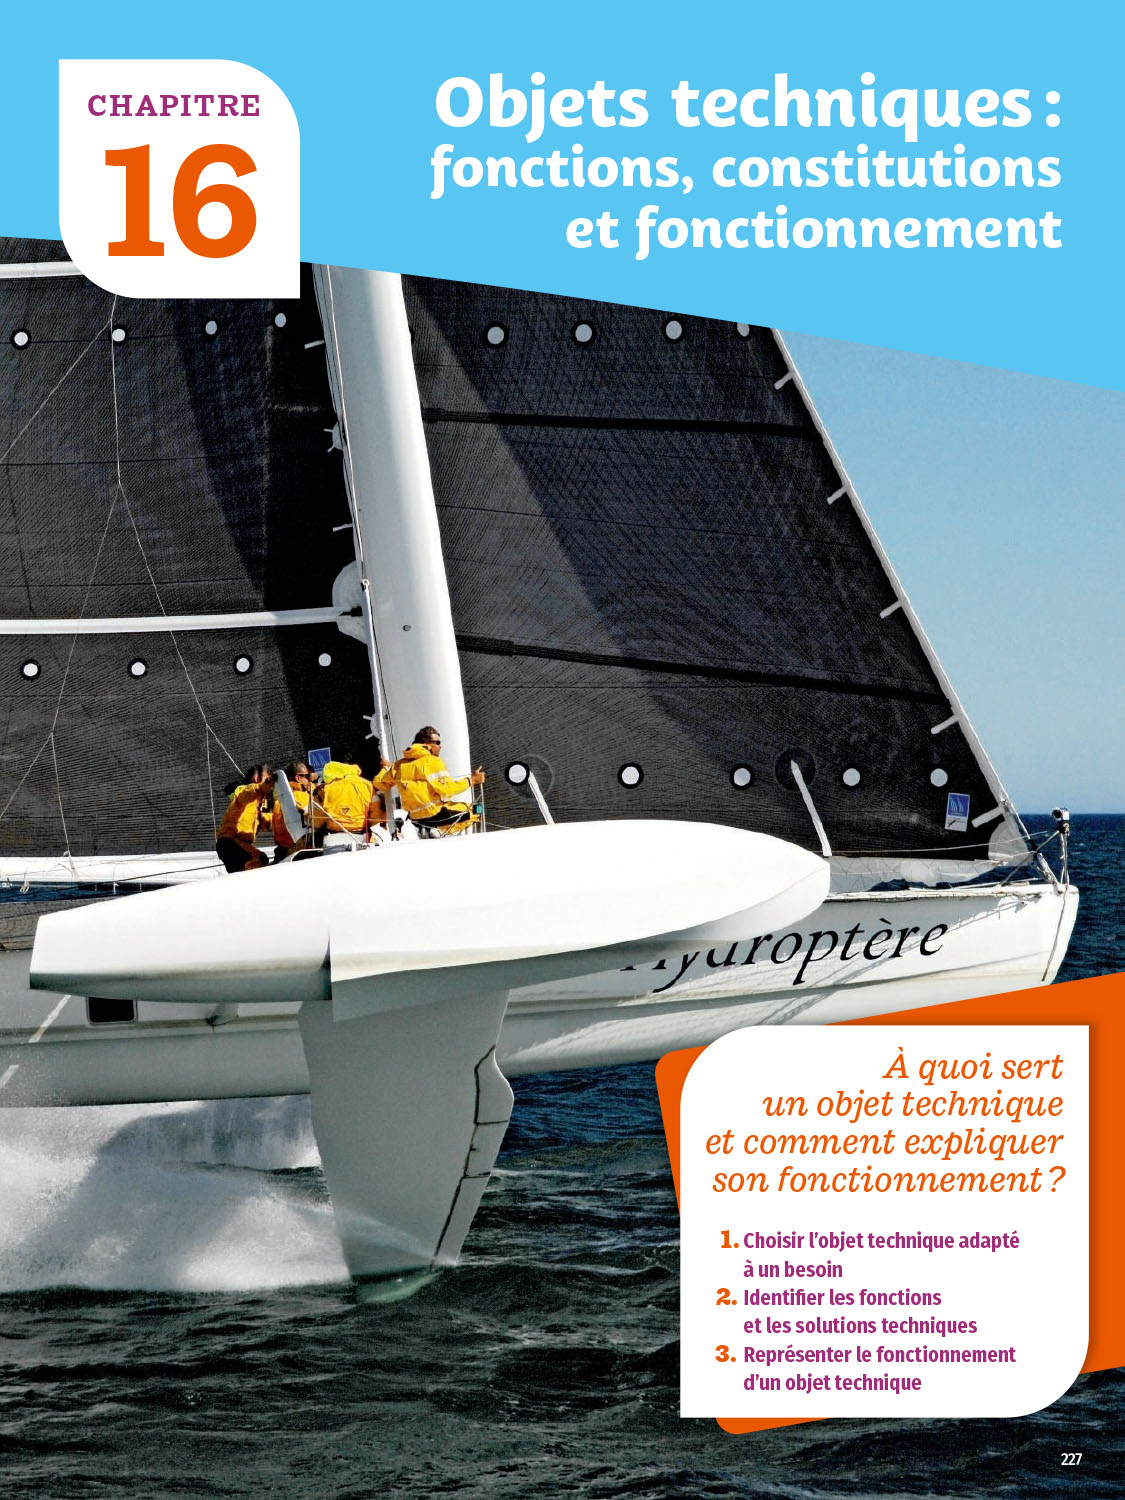 CHAPITRE
16
Objets techniques :
fonctions, constitutions
et fonctionnement
Hydroptère
À quoi sert
un objet technique
et comment expliquer
son fonctionnement ?
1. Choisir l’objet technique adapté
à un besoin
2. Identifier les fonctions
et les solutions techniques
3. Représenter le fonctionnement
d’un objet technique
227